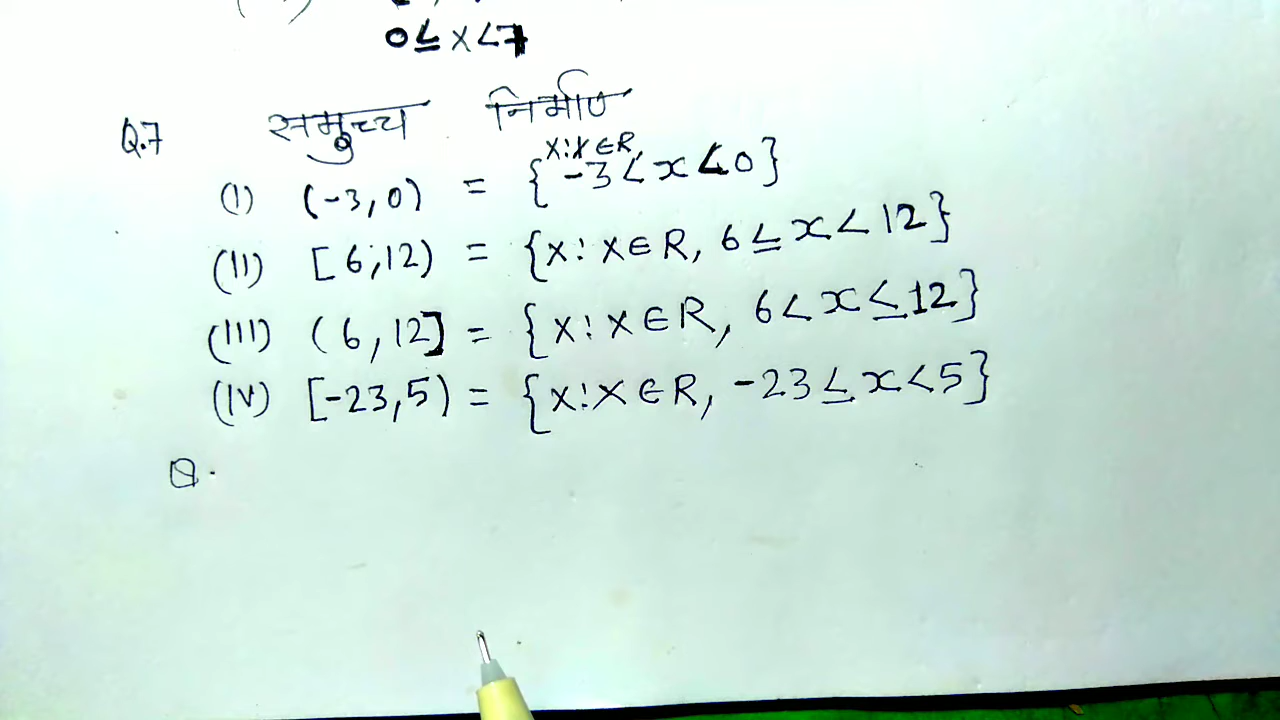 0≤x<7
Q.7 समुच्च्य निर्माण
(I) (-3,0) = {x:x∈R, -3<x<0}
(II) [6,12) = {x:x∈R, 6≤x<12}
(III) (6,12] = {x:x∈R, 6<x≤12}
(IV) [-23,5) = {x:x∈R, -23≤x<5}
Q.